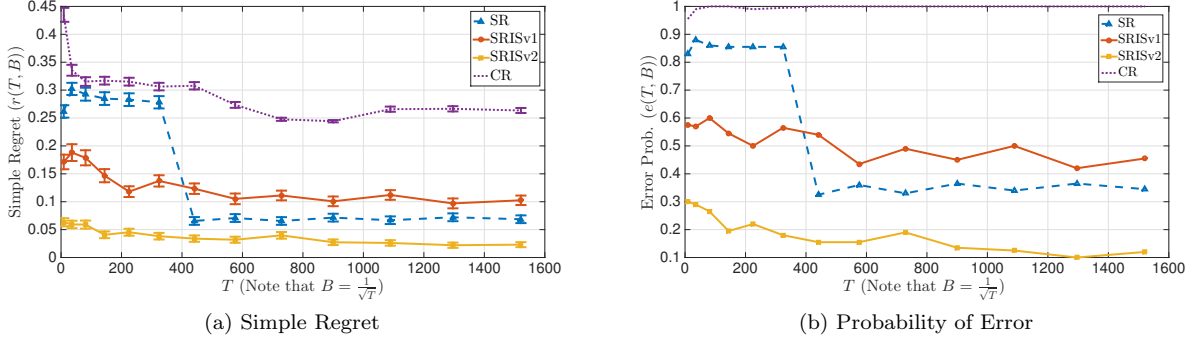 0.45
0.4
0.35
0.3
0.25
0.2
0.15
0.1
0.05
0
Simple Regret (r(T, B))
0 200 400 600 800 1000 1200 1400 1600
T (Note that B = 1/√T)
SR
SRISv1
SRISv2
CR
(a) Simple Regret
1
0.9
0.8
0.7
0.6
0.5
0.4
0.3
0.2
0.1
Error Prob. (e(T, B))
0 200 400 600 800 1000 1200 1400 1600
T (Note that B = 1/√T)
SR
SRISv1
SRISv2
CR
(b) Probability of Error